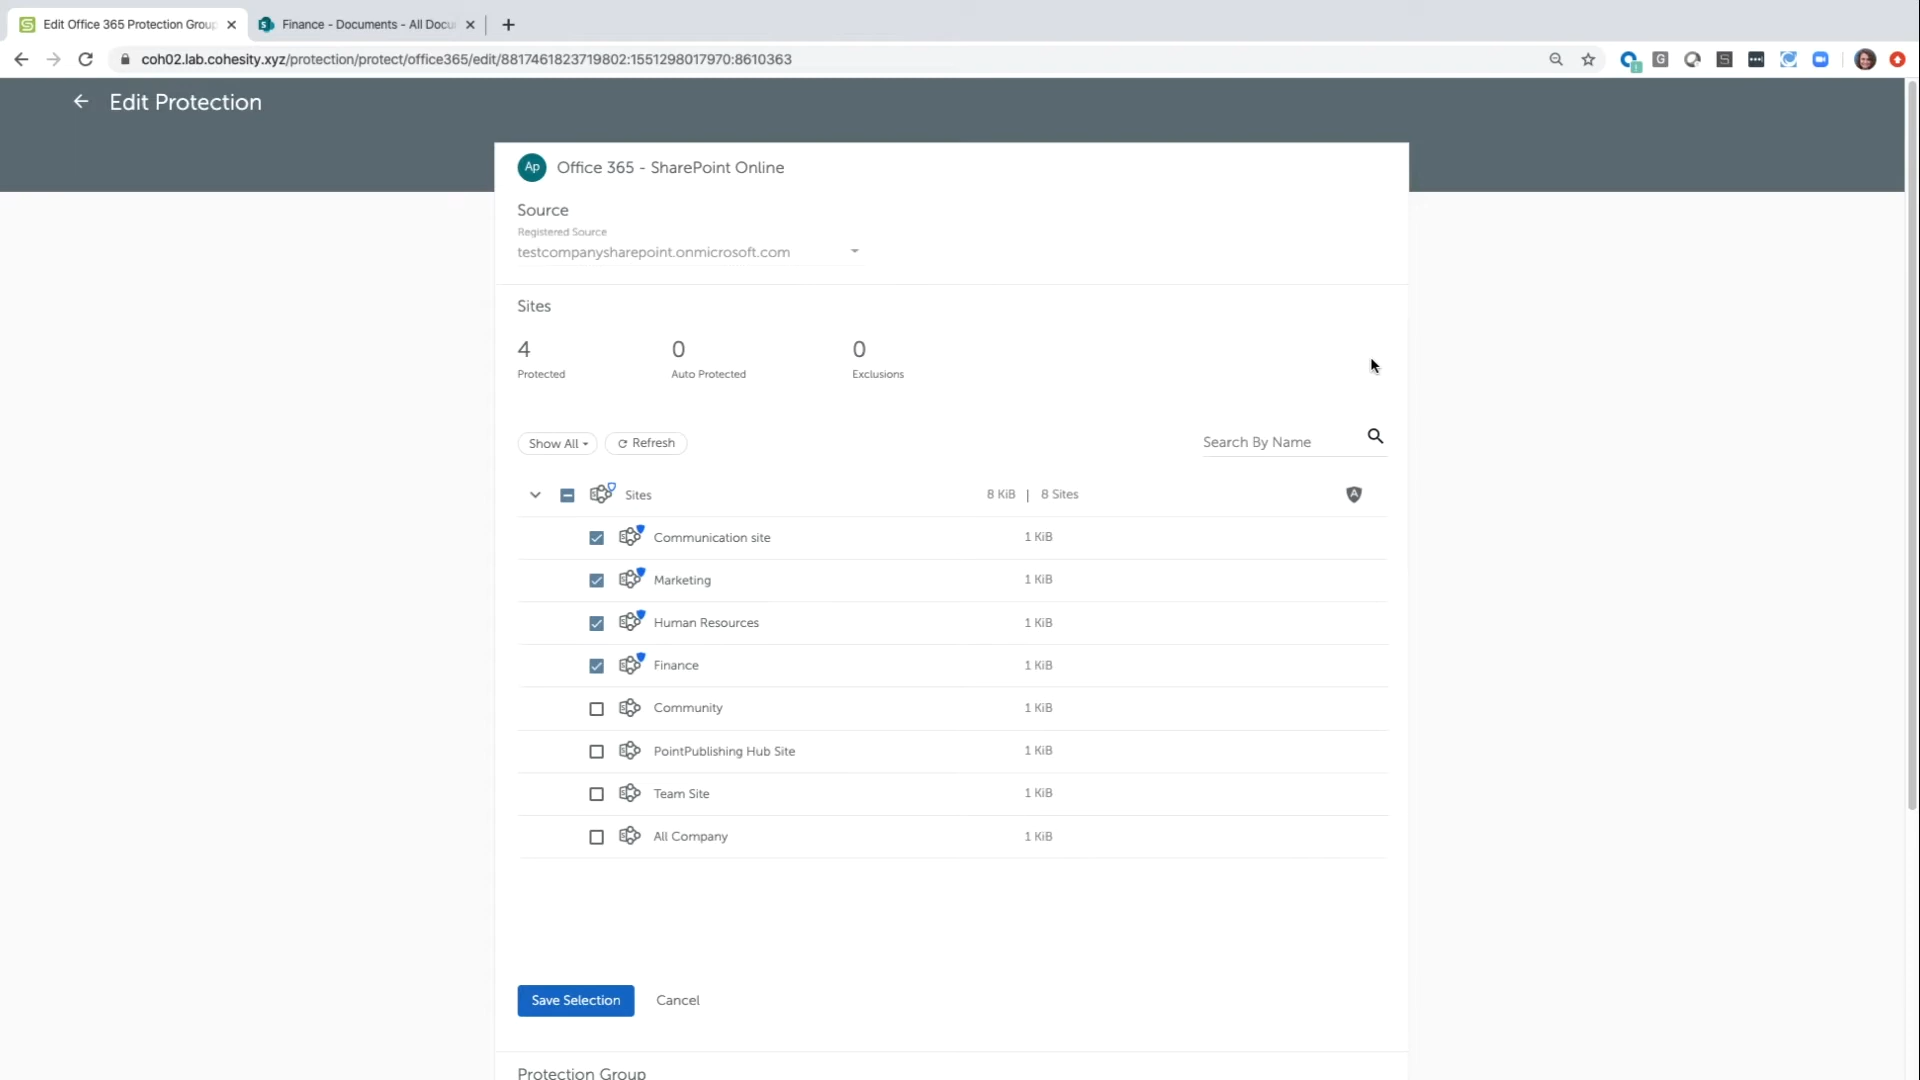 Edit Office 365 Protection Group
Finance - Documents - All Docu
coh02.lab.cohesity.xyz/protection/protect/office365/edit/8817461823719802:1551298017970:8610363
Edit Protection
Ap Office 365 - SharePoint Online
Source
Registered Source
testcompanysharepoint.onmicrosoft.com
Sites
4 0 0
Protected Auto Protected Exclusions
Show All Refresh Search By Name
Sites 8 KiB | 8 Sites A
Communication site 1 KiB
Marketing 1 KiB
Human Resources 1 KiB
Finance 1 KiB
Community 1 KiB
PointPublishing Hub Site 1 KiB
Team Site 1 KiB
All Company 1 KiB
Save Selection Cancel
Protection Group